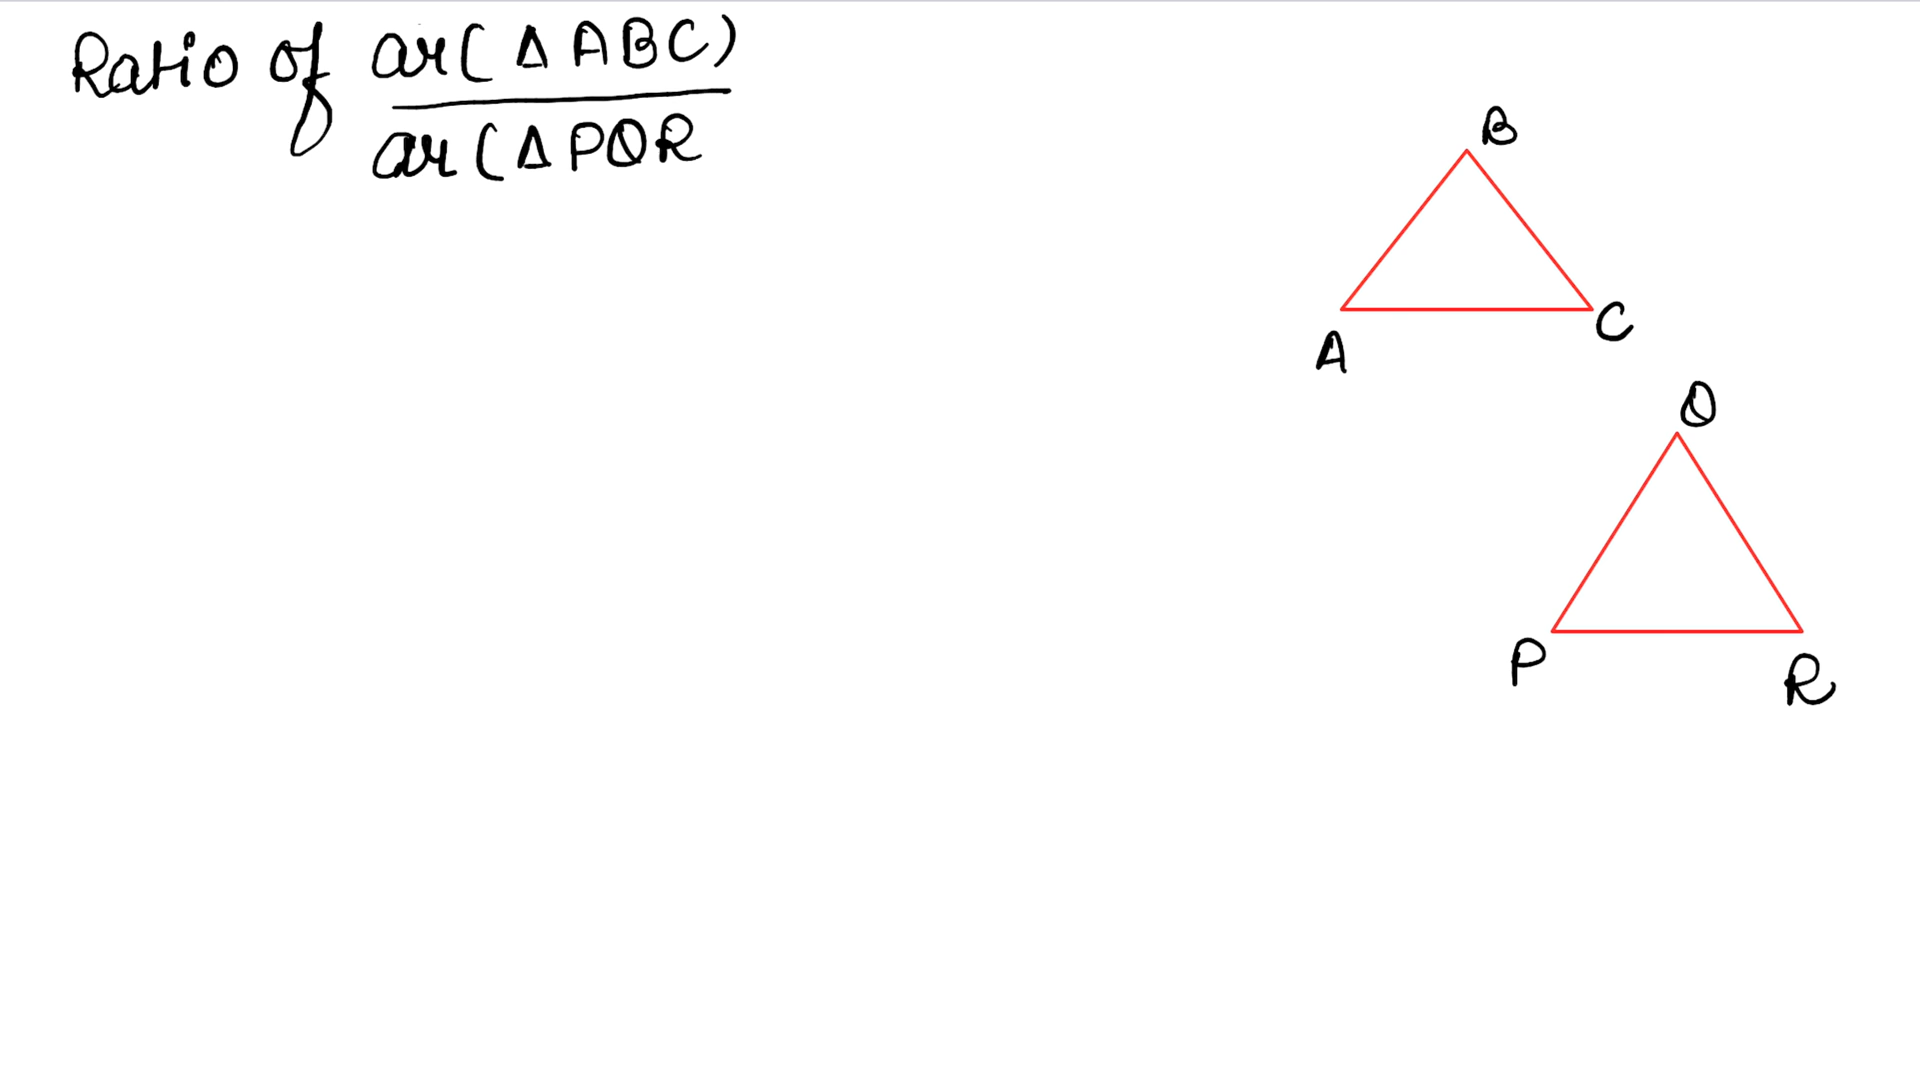 Ratio of ar(ΔABC)
ar(ΔPQR
B
A
C
Q
P
R